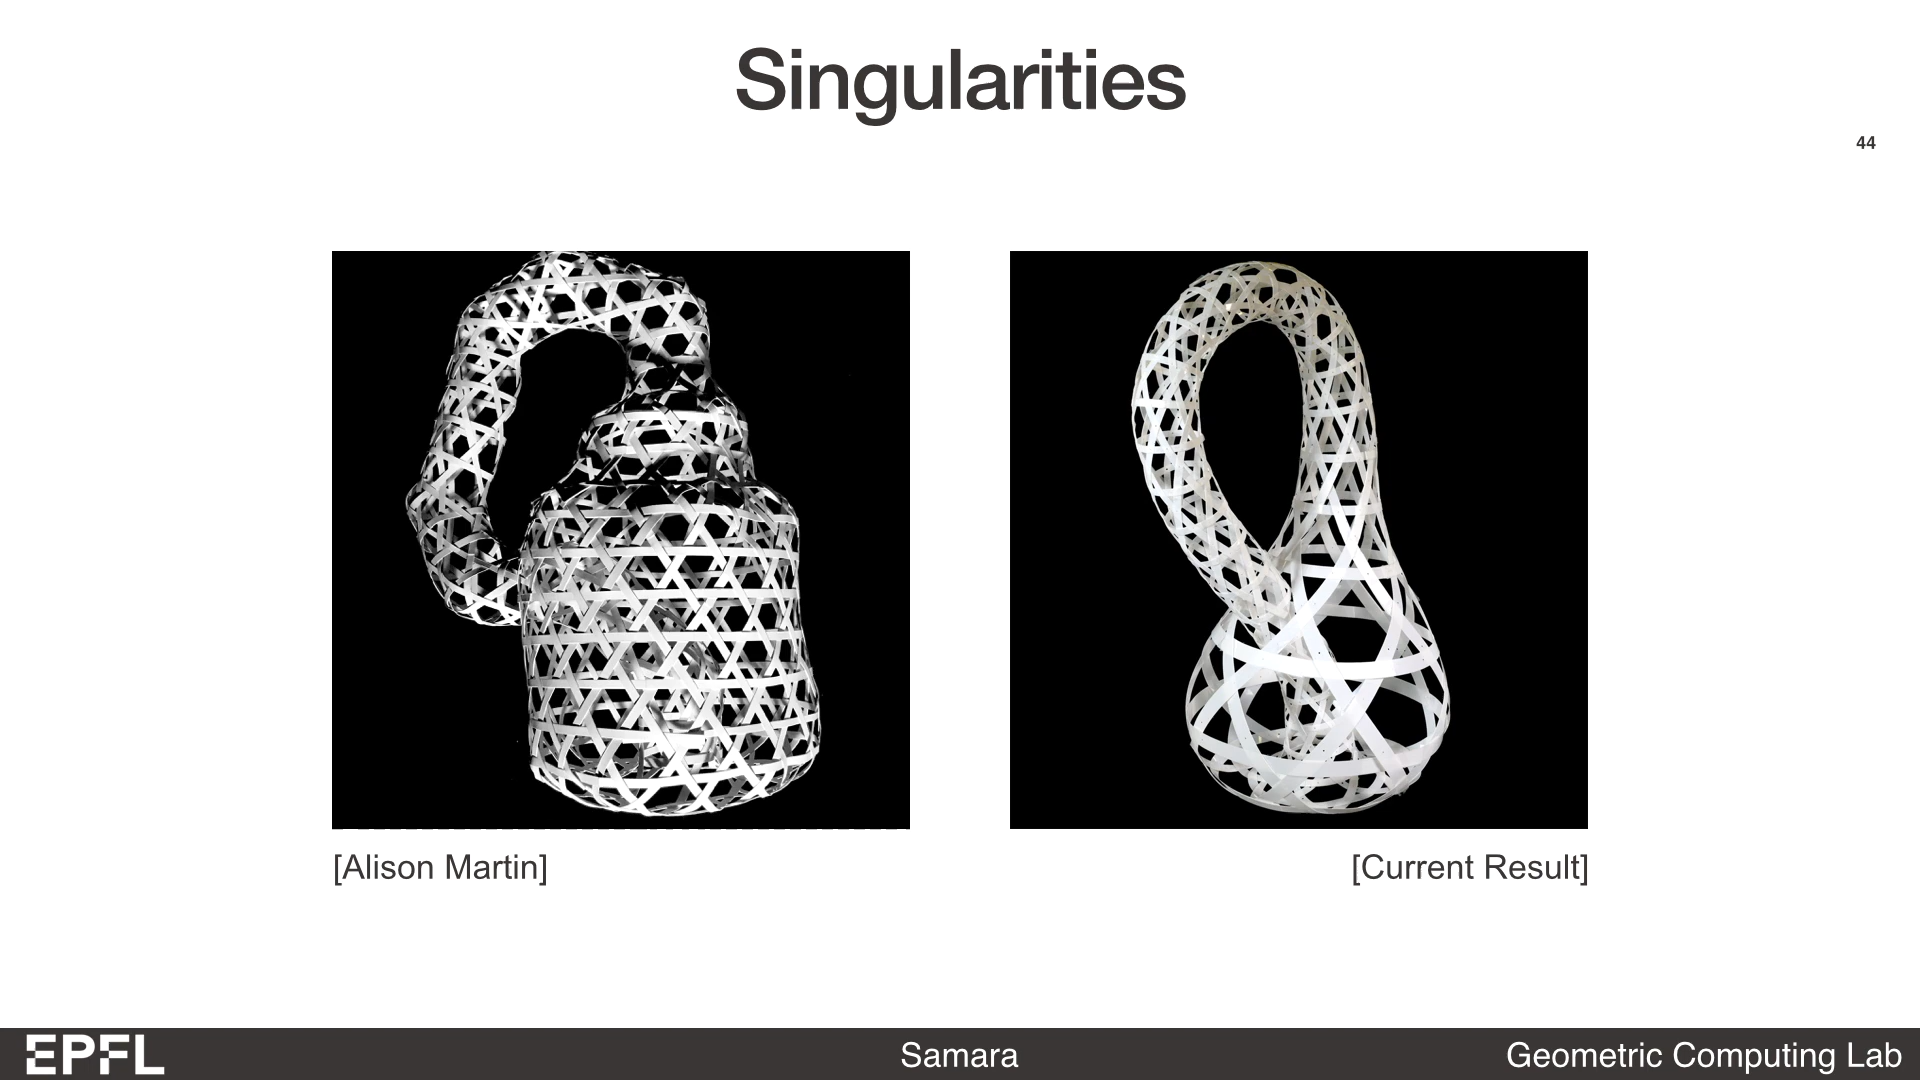 Singularities
44
[Alison Martin]
[Current Result]
EPFL
Samara
Geometric Computing Lab